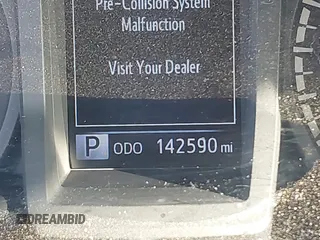 Pre-Collision System
Malfunction
Visit Your Dealer
P ODO 142590 mi
DREAMBID